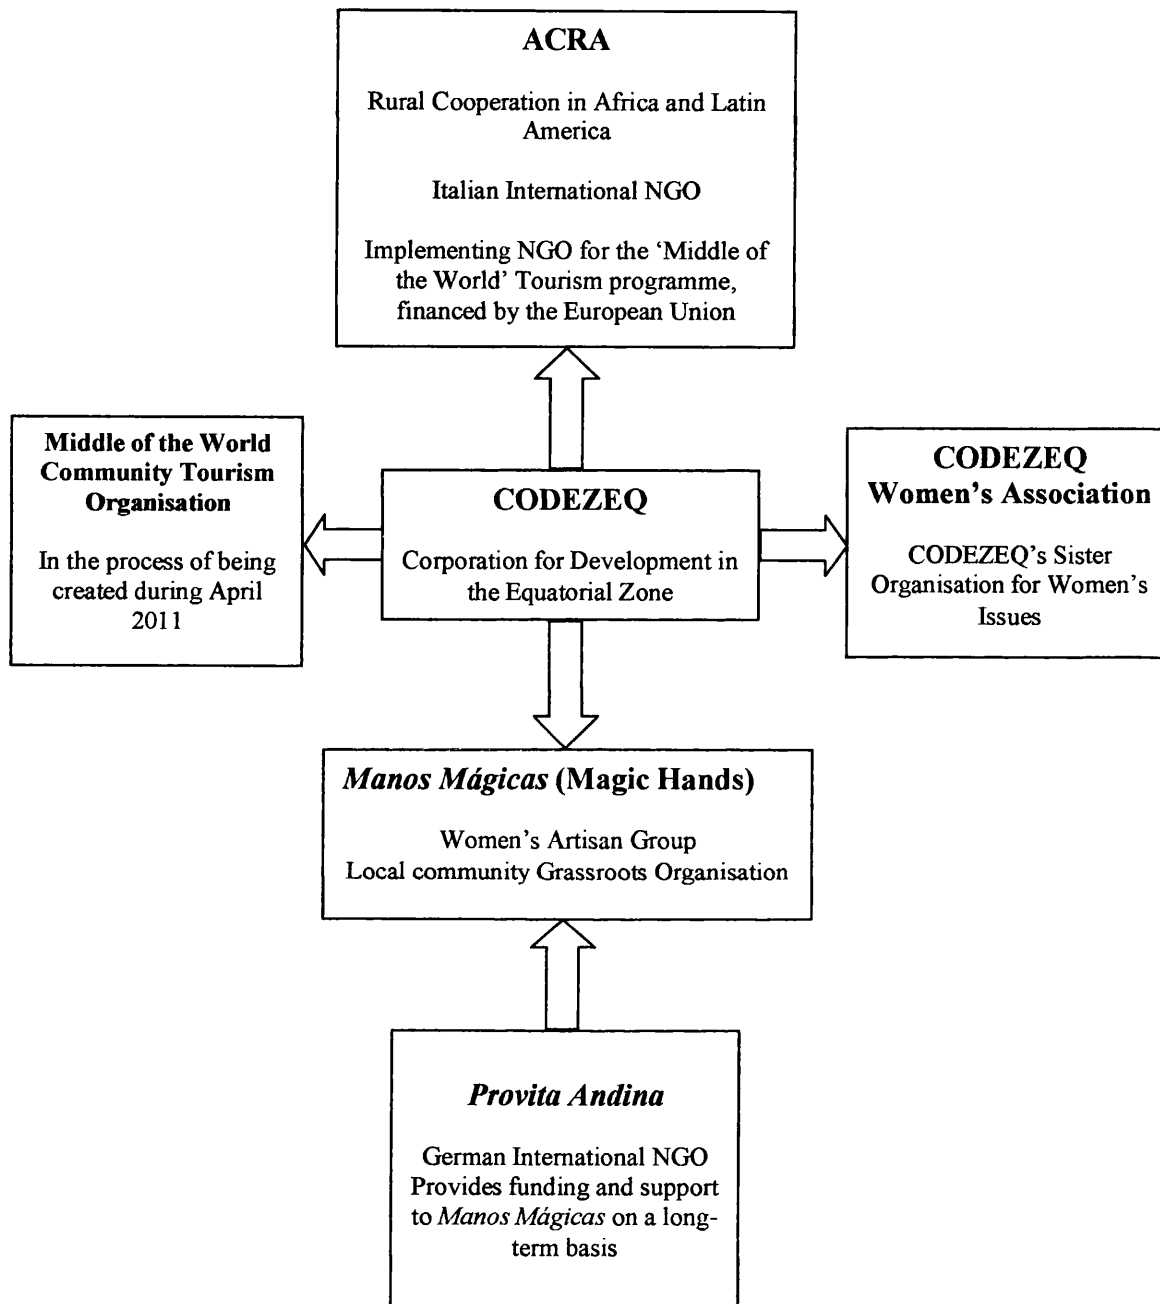 ACRA
Rural Cooperation in Africa and Latin
America
Italian International NGO
Implementing NGO for the ‘Middle of
the World’ Tourism programme,
financed by the European Union
Middle of the World
Community Tourism
Organisation
In the process of being
created during April
2011
CODEZEQ
Corporation for Development in
the Equatorial Zone
CODEZEQ
Women’s Association
CODEZEQ’s Sister
Organisation for Women’s
Issues
Manos Mágicas (Magic Hands)
Women’s Artisan Group
Local community Grassroots Organisation
Provita Andina
German International NGO
Provides funding and support
to Manos Mágicas on a long-
term basis